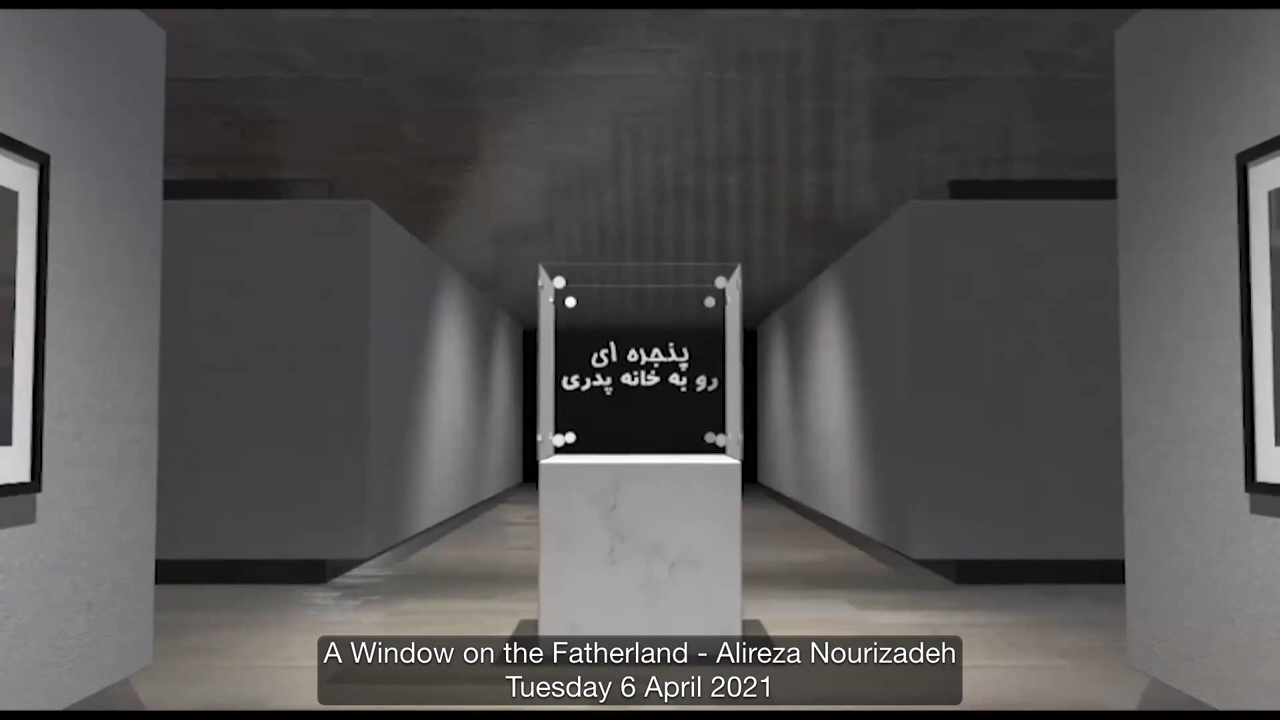 پنجره ای
رو به خانه پدری
A Window on the Fatherland - Alireza Nourizadeh
Tuesday 6 April 2021